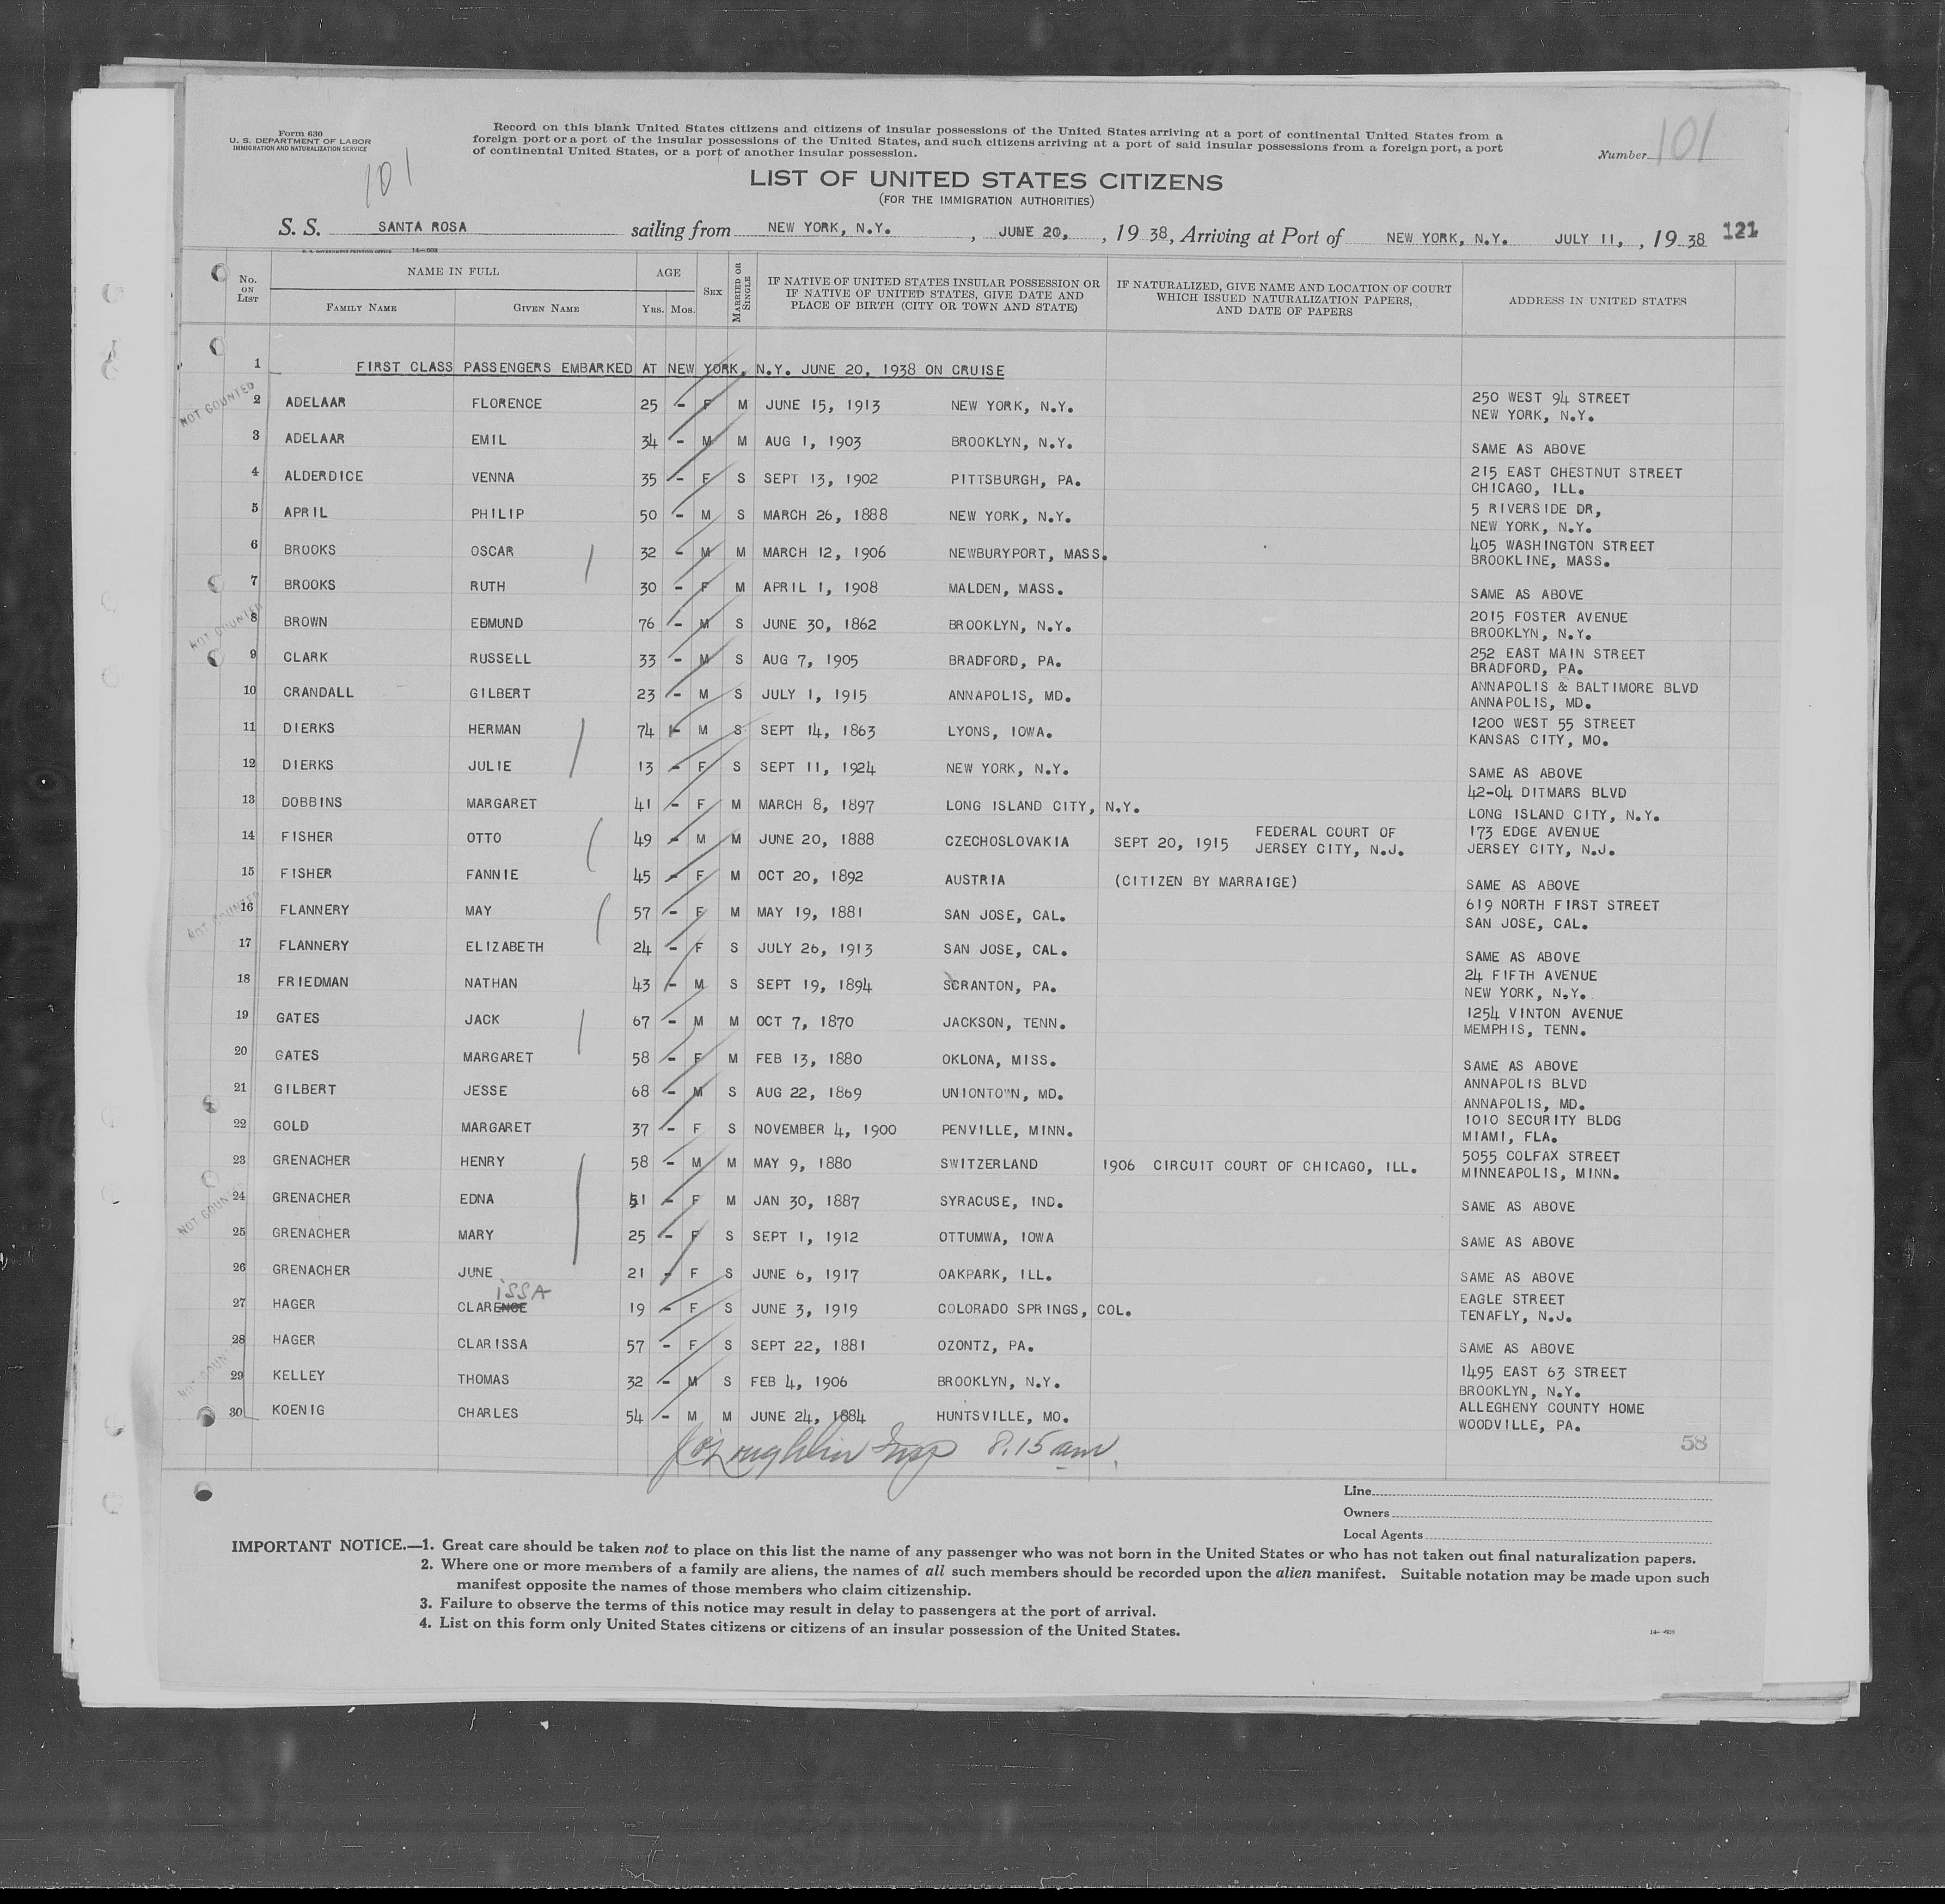 Form 630
U. S. DEPARTMENT OF LABOR
IMMIGRATION AND NATURALIZATION SERVICE
101
Record on this blank United States citizens and citizens of insular possessions of the United States arriving at a port of continental United States from a
foreign port or a port of the insular possessions of the United States, and such citizens arriving at a port of said insular possessions from a foreign port, a port
of continental United States, or a port of another insular possession.
Number 101
LIST OF UNITED STATES CITIZENS
(FOR THE IMMIGRATION AUTHORITIES)
S. S. SANTA ROSA sailing from NEW YORK, N.Y. , JUNE 20, , 19 38, Arriving at Port of NEW YORK, N.Y. JULY 11, , 19 38 121
U. S. GOVERNMENT PRINTING OFFICE 14—608
No. ON LIST NAME IN FULL FAMILY NAME GIVEN NAME AGE YRS. MOS. SEX MARRIED OR SINGLE IF NATIVE OF UNITED STATES INSULAR POSSESSION OR IF NATIVE OF UNITED STATES, GIVE DATE AND PLACE OF BIRTH (CITY OR TOWN AND STATE) IF NATURALIZED, GIVE NAME AND LOCATION OF COURT WHICH ISSUED NATURALIZATION PAPERS, AND DATE OF PAPERS ADDRESS IN UNITED STATES
1 FIRST CLASS PASSENGERS EMBARKED AT NEW YORK, N.Y. JUNE 20, 1938 ON CRUISE
NOT COUNTED
2 ADELAAR FLORENCE 25 - F M JUNE 15, 1913 NEW YORK, N.Y. 250 WEST 94 STREET NEW YORK, N.Y.
3 ADELAAR EMIL 34 - M M AUG 1, 1903 BROOKLYN, N.Y. SAME AS ABOVE
4 ALDERDICE VENNA 35 - F S SEPT 13, 1902 PITTSBURGH, PA. 215 EAST CHESTNUT STREET CHICAGO, ILL.
5 APRIL PHILIP 50 - M S MARCH 26, 1888 NEW YORK, N.Y. 5 RIVERSIDE DR, NEW YORK, N.Y.
6 BROOKS OSCAR 32 - M M MARCH 12, 1906 NEWBURYPORT, MASS. 405 WASHINGTON STREET BROOKLINE, MASS.
7 BROOKS RUTH 30 - F M APRIL 1, 1908 MALDEN, MASS. SAME AS ABOVE
NOT COUNTED
8 BROWN EDMUND 76 - M S JUNE 30, 1862 BROOKLYN, N.Y. 2015 FOSTER AVENUE BROOKLYN, N.Y.
9 CLARK RUSSELL 33 - M S AUG 7, 1905 BRADFORD, PA. 252 EAST MAIN STREET BRADFORD, PA.
10 CRANDALL GILBERT 23 - M S JULY 1, 1915 ANNAPOLIS, MD. ANNAPOLIS & BALTIMORE BLVD ANNAPOLIS, MD.
11 DIERKS HERMAN 74 - M S SEPT 14, 1863 LYONS, IOWA. 1200 WEST 55 STREET KANSAS CITY, MO.
12 DIERKS JULIE 13 - F S SEPT 11, 1924 NEW YORK, N.Y. SAME AS ABOVE
13 DOBBINS MARGARET 41 - F M MARCH 8, 1897 LONG ISLAND CITY, N.Y. 42-04 DITMARS BLVD LONG ISLAND CITY, N.Y.
14 FISHER OTTO 49 - M M JUNE 20, 1888 CZECHOSLOVAKIA SEPT 20, 1915 FEDERAL COURT OF JERSEY CITY, N.J. 173 EDGE AVENUE JERSEY CITY, N.J.
15 FISHER FANNIE 45 - F M OCT 20, 1892 AUSTRIA (CITIZEN BY MARRAIGE) SAME AS ABOVE
NOT COUNTED
16 FLANNERY MAY 57 - F M MAY 19, 1881 SAN JOSE, CAL. 619 NORTH FIRST STREET SAN JOSE, CAL.
17 FLANNERY ELIZABETH 24 - F S JULY 26, 1913 SAN JOSE, CAL. SAME AS ABOVE
18 FRIEDMAN NATHAN 43 - M S SEPT 19, 1894 SCRANTON, PA. 24 FIFTH AVENUE NEW YORK, N.Y.
19 GATES JACK 67 - M M OCT 7, 1870 JACKSON, TENN. 1254 VINTON AVENUE MEMPHIS, TENN.
20 GATES MARGARET 58 - F M FEB 13, 1880 OKLONA, MISS. SAME AS ABOVE
21 GILBERT JESSE 68 - M S AUG 22, 1869 UNIONTOWN, MD. ANNAPOLIS BLVD ANNAPOLIS, MD.
22 GOLD MARGARET 37 - F S NOVEMBER 4, 1900 PENVILLE, MINN. 1010 SECURITY BLDG MIAMI, FLA.
23 GRENACHER HENRY 58 - M M MAY 9, 1880 SWITZERLAND 1906 CIRCUIT COURT OF CHICAGO, ILL. 5055 COLFAX STREET MINNEAPOLIS, MINN.
NOT COUNTED
24 GRENACHER EDNA 51 - F M JAN 30, 1887 SYRACUSE, IND. SAME AS ABOVE
25 GRENACHER MARY 25 - F S SEPT 1, 1912 OTTUMWA, IOWA SAME AS ABOVE
26 GRENACHER JUNE 21 - F S JUNE 6, 1917 OAKPARK, ILL. SAME AS ABOVE
issA
27 HAGER CLARENCE 19 - F S JUNE 3, 1919 COLORADO SPRINGS, COL. EAGLE STREET TENAFLY, N.J.
28 HAGER CLARISSA 57 - F S SEPT 22, 1881 OZONTZ, PA. SAME AS ABOVE
NOT COUNTED
29 KELLEY THOMAS 32 - M S FEB 4, 1906 BROOKLYN, N.Y. 1495 EAST 63 STREET BROOKLYN, N.Y.
30 KOENIG CHARLES 54 - M M JUNE 24, 1884 HUNTSVILLE, MO. ALLEGHENY COUNTY HOME WOODVILLE, PA.
O'Loughlin Insp 8.15 am
58
Line
Owners
Local Agents
IMPORTANT NOTICE.—1. Great care should be taken not to place on this list the name of any passenger who was not born in the United States or who has not taken out final naturalization papers.
2. Where one or more members of a family are aliens, the names of all such members should be recorded upon the alien manifest. Suitable notation may be made upon such
manifest opposite the names of those members who claim citizenship.
3. Failure to observe the terms of this notice may result in delay to passengers at the port of arrival.
4. List on this form only United States citizens or citizens of an insular possession of the United States.
14—608